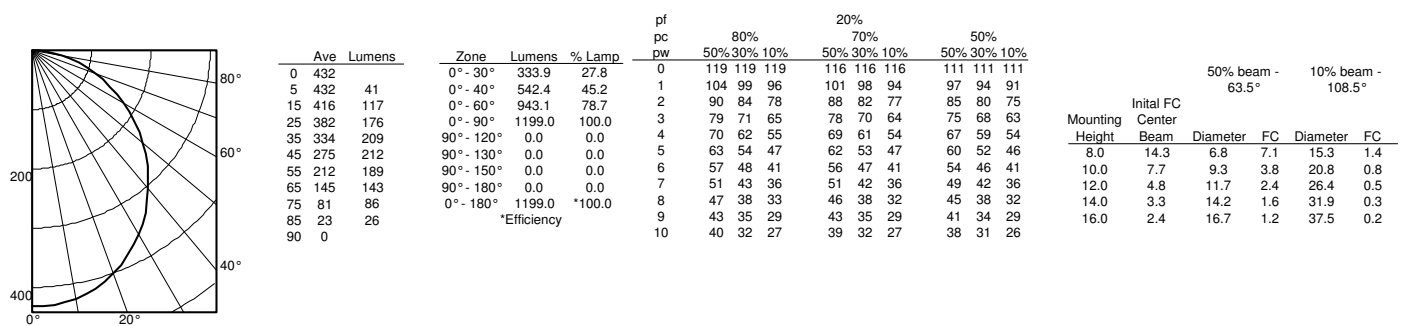 80°
60°
40°
200
400
0° 20°
Ave Lumens
0 432
5 432 41
15 416 117
25 382 176
35 334 209
45 275 212
55 212 189
65 145 143
75 81 86
85 23 26
90 0
Zone Lumens % Lamp
0°- 30° 333.9 27.8
0°- 40° 542.4 45.2
0°- 60° 943.1 78.7
0°- 90° 1199.0 100.0
90°- 120° 0.0 0.0
90°- 130° 0.0 0.0
90°- 150° 0.0 0.0
90°- 180° 0.0 0.0
0°- 180° 1199.0 *100.0
*Efficiency
pf 20%
pc 80% 70% 50%
pw 50% 30% 10% 50% 30% 10% 50% 30% 10%
0 119 119 119 116 116 116 111 111 111
1 104 99 96 101 98 94 97 94 91
2 90 84 78 88 82 77 85 80 75
3 79 71 65 78 70 64 75 68 63
4 70 62 55 69 61 54 67 59 54
5 63 54 47 62 53 47 60 52 46
6 57 48 41 56 47 41 54 46 41
7 51 43 36 51 42 36 49 42 36
8 47 38 33 46 38 32 45 38 32
9 43 35 29 43 35 29 41 34 29
10 40 32 27 39 32 27 38 31 26
50% beam - 10% beam -
63.5° 108.5°
Inital FC
Mounting Center
Height Beam Diameter FC Diameter FC
8.0 14.3 6.8 7.1 15.3 1.4
10.0 7.7 9.3 3.8 20.8 0.8
12.0 4.8 11.7 2.4 26.4 0.5
14.0 3.3 14.2 1.6 31.9 0.3
16.0 2.4 16.7 1.2 37.5 0.2